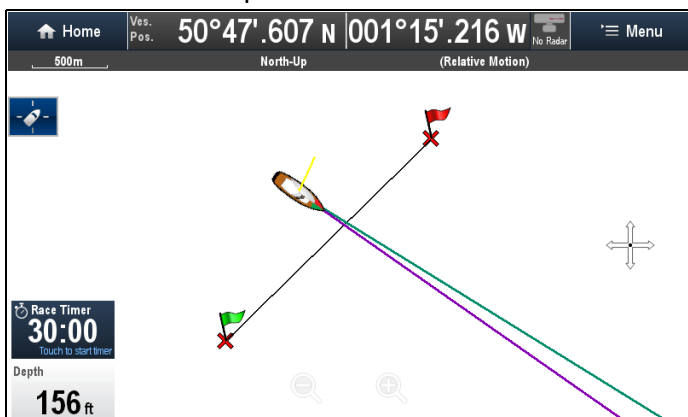 Home
Ves. Pos.
50°47'.607 N
001°15'.216 W
No Radar
Menu
500m
North-Up
(Relative Motion)
Race Timer
30:00
Touch to start timer
Depth
156 ft